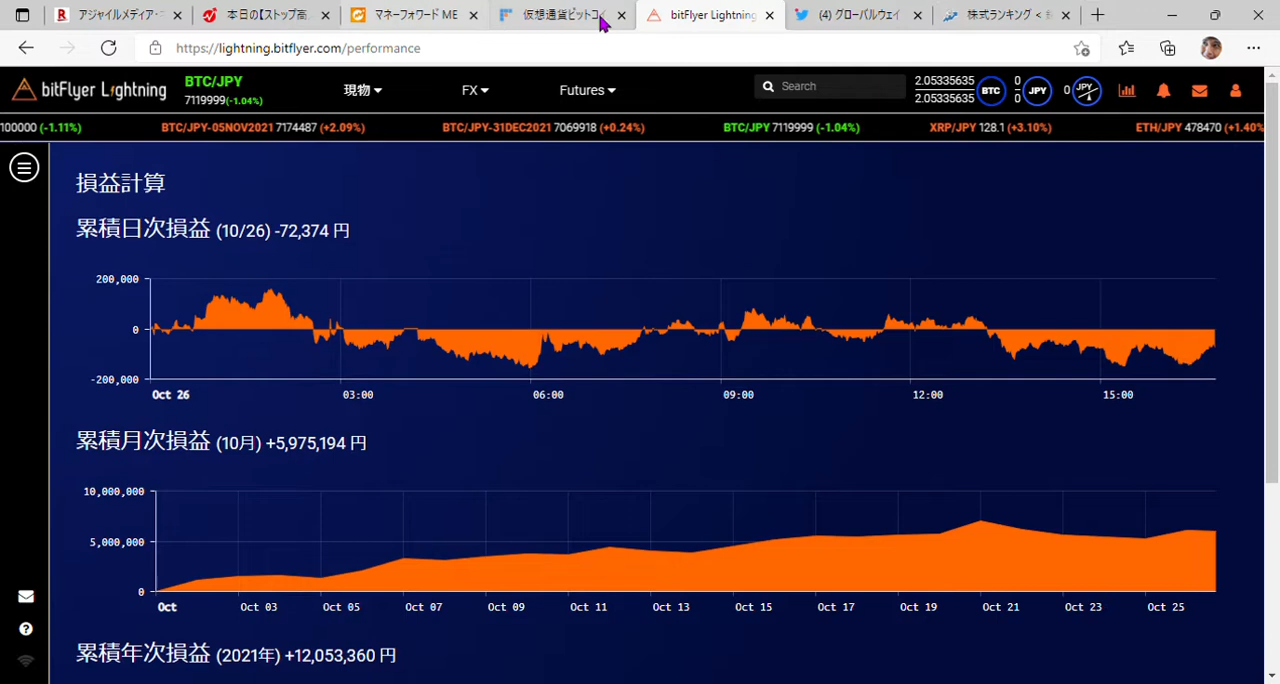 アジャイルメディア・
本日の【ストップ高
マネーフォワード ME
仮想通貨ビットコ
bitFlyer Lightning
(4) グローバルウェイ
株式ランキング <
https://lightning.bitflyer.com/performance
bitFlyer Lightning
BTC/JPY
7119999(-1.04%)
現物
FX
Futures
Search
2.05335635
2.05335635
BTC
0
0
JPY
0
JPY
100000 (-1.11%)
BTC/JPY-05NOV2021 7174487 (+2.09%)
BTC/JPY-31DEC2021 7069918 (+0.24%)
BTC/JPY 7119999 (-1.04%)
XRP/JPY 128.1 (+3.10%)
ETH/JPY 478470 (+1.40%
損益計算
累積日次損益 (10/26) -72,374 円
200,000
0
-200,000
Oct 26
03:00
06:00
09:00
12:00
15:00
累積月次損益 (10月) +5,975,194 円
10,000,000
5,000,000
0
Oct
Oct 03
Oct 05
Oct 07
Oct 09
Oct 11
Oct 13
Oct 15
Oct 17
Oct 19
Oct 21
Oct 23
Oct 25
累積年次損益 (2021年) +12,053,360 円